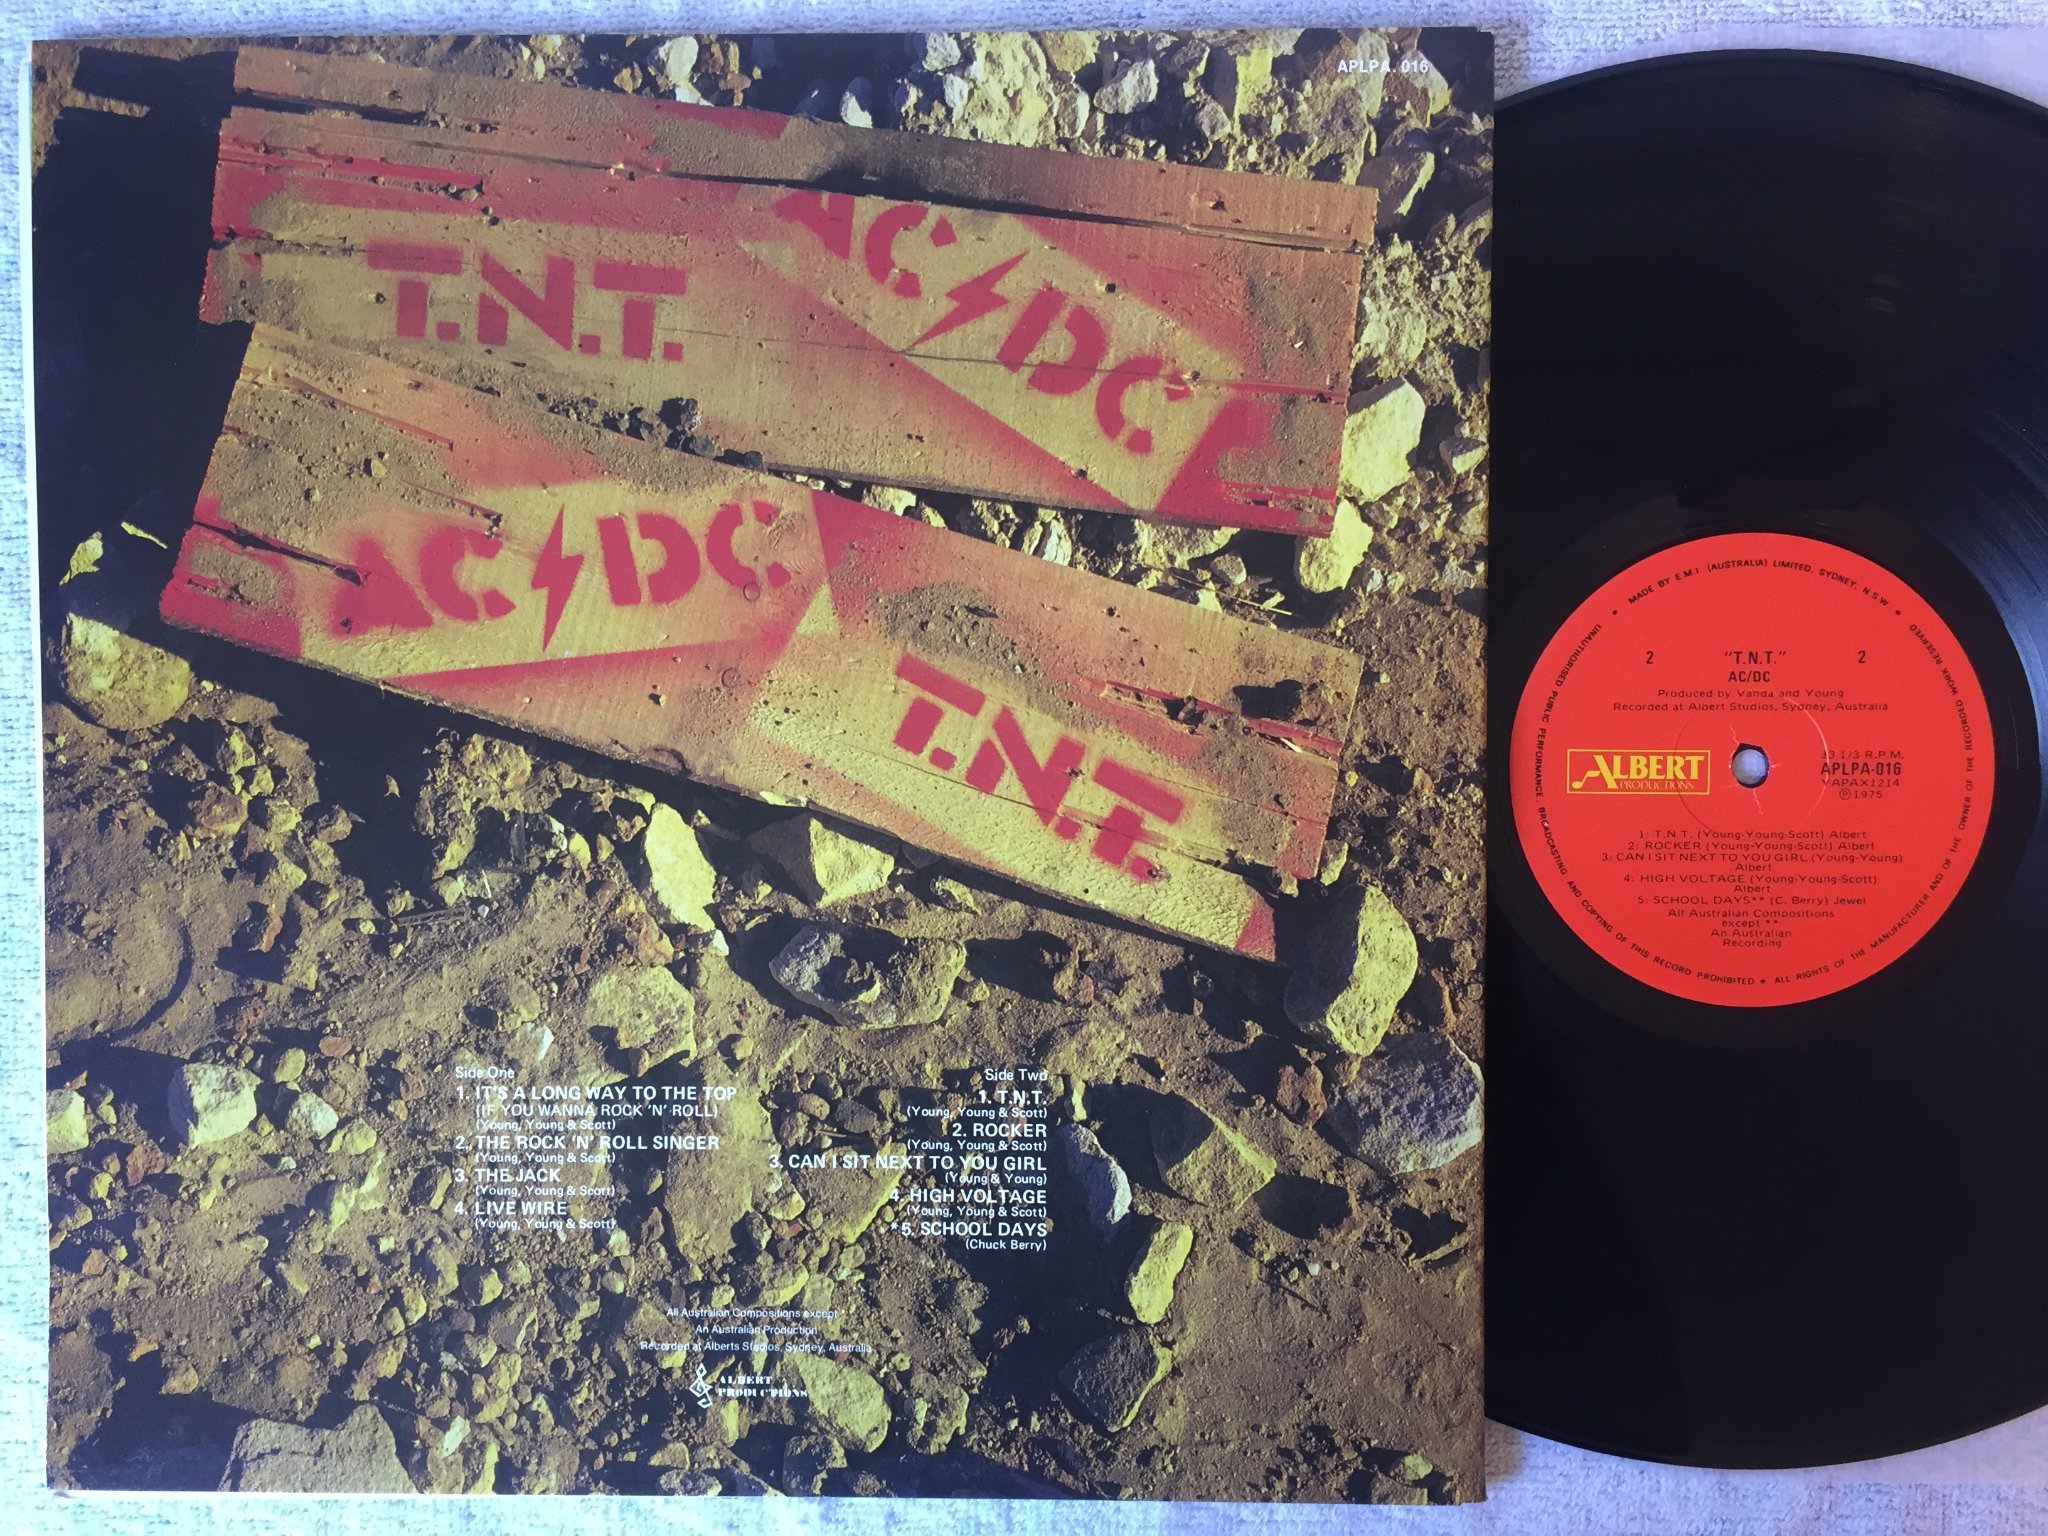 APLPA. 016
T.N.T.
AC/DC
AC/DC
T.N.T.
Side One
1. IT'S A LONG WAY TO THE TOP
(IF YOU WANNA ROCK 'N' ROLL)
(Young, Young & Scott)
2. THE ROCK 'N' ROLL SINGER
(Young, Young & Scott)
3. THE JACK
(Young, Young & Scott)
4. LIVE WIRE
(Young, Young & Scott)
Side Two
1. T.N.T.
(Young, Young & Scott)
2. ROCKER
(Young, Young & Scott)
3. CAN I SIT NEXT TO YOU GIRL
(Young & Young)
4. HIGH VOLTAGE
(Young, Young & Scott)
*5. SCHOOL DAYS
(Chuck Berry)
All Australian Compositions except *
An Australian Production
Recorded at Alberts Studios, Sydney, Australia
ALBERT
PRODUCTIONS
MADE BY E.M.I. (AUSTRALIA) LIMITED, SYDNEY, N.S.W. • UNAUTHORISED PUBLIC PERFORMANCE, BROADCASTING AND COPYING OF THIS RECORD PROHIBITED • ALL RIGHTS OF THE MANUFACTURER AND OF THE OWNER OF THE RECORDED WORK RESERVED •
2 "T.N.T." 2
AC/DC
Produced by Vanda and Young
Recorded at Albert Studios, Sydney, Australia
ALBERT
PRODUCTIONS
33 1/3 R.P.M.
APLPA-016
YAPAX1214
Ⓟ1975
1: T.N.T. (Young-Young-Scott) Albert
2: ROCKER (Young-Young-Scott) Albert
3: CAN I SIT NEXT TO YOU GIRL (Young-Young)
Albert
4: HIGH VOLTAGE (Young-Young-Scott)
Albert
5: SCHOOL DAYS** (C. Berry) Jewel
All Australian Compositions
except **
An Australian
Recording